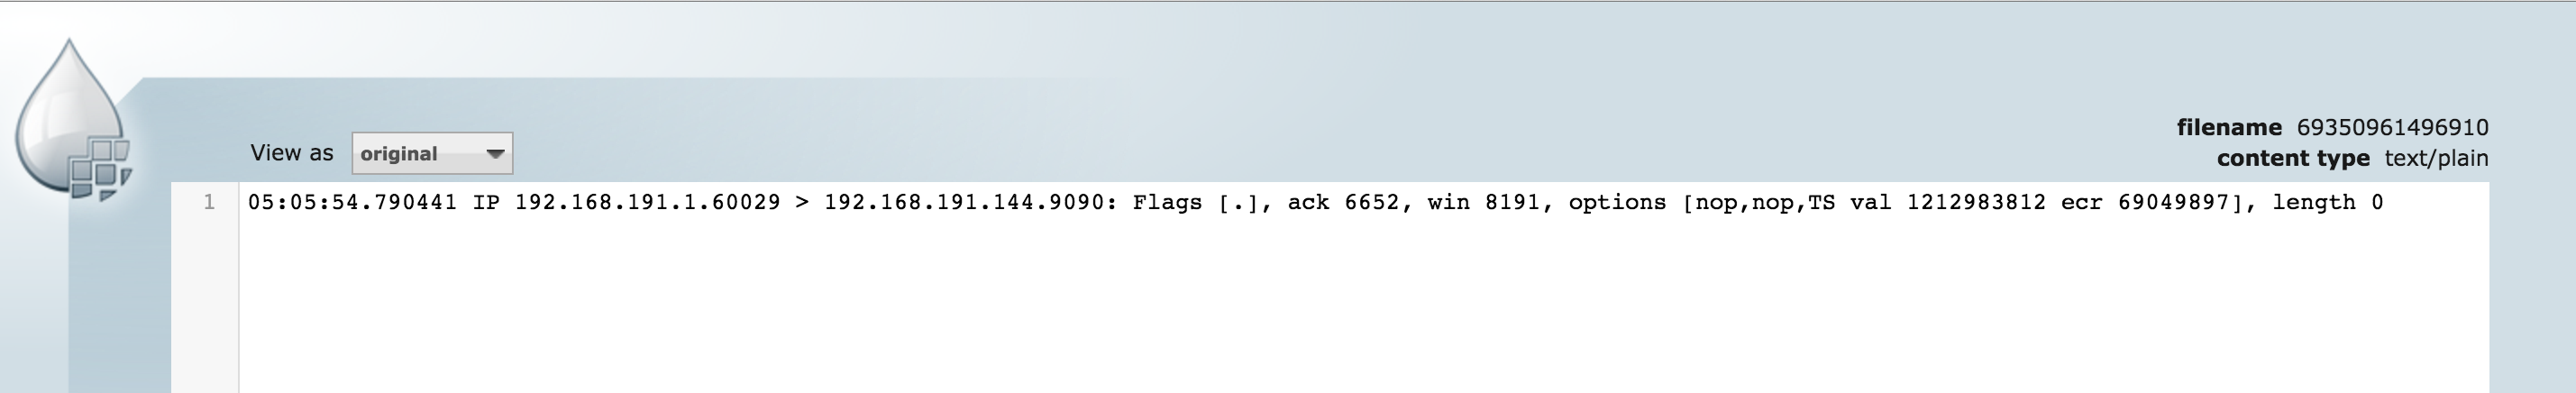 filename 69350961496910
View as original
content type text/plain
1 05:05:54.790441 IP 192.168.191.1.60029 > 192.168.191.144.9090: Flags [.], ack 6652, win 8191, options [nop,nop,TS val 1212983812 ecr 69049897], length 0